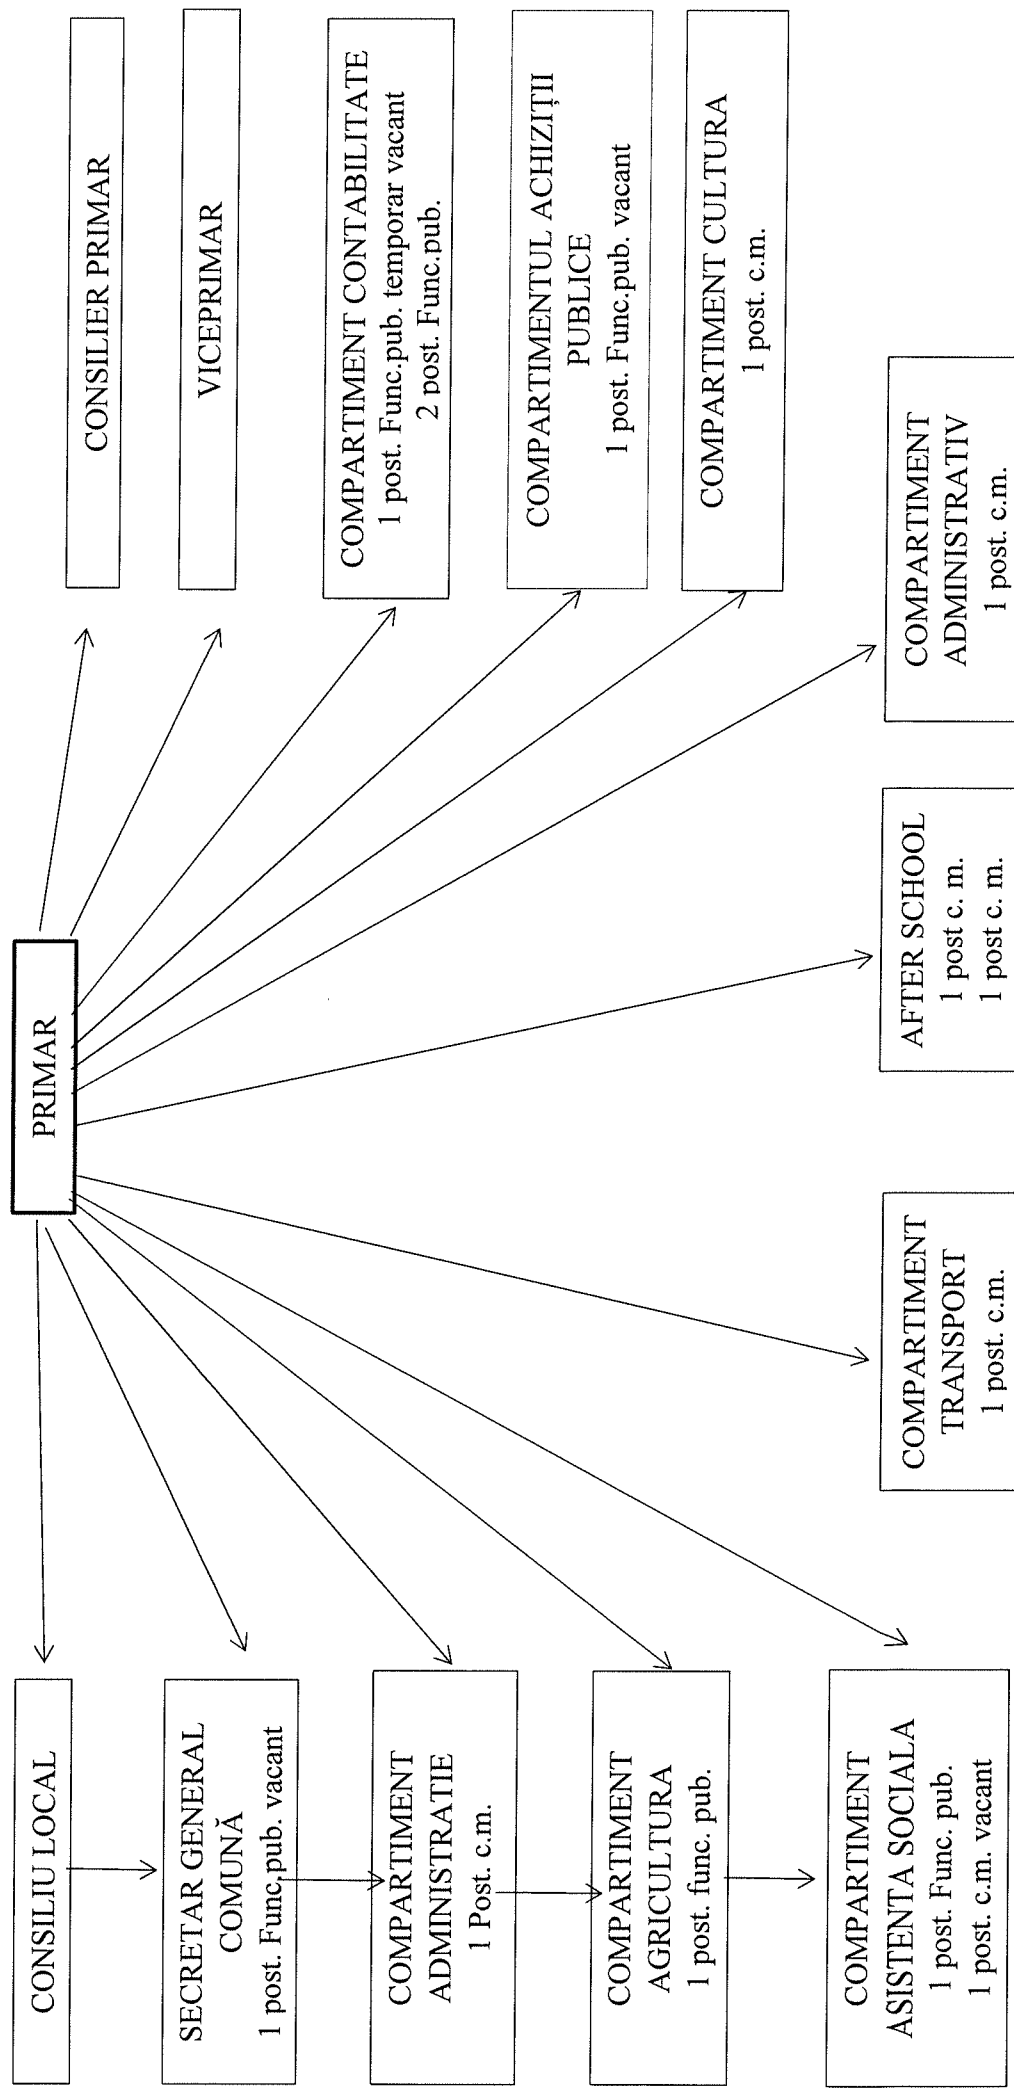 PRIMAR
CONSILIU LOCAL
SECRETAR GENERAL
COMUNĂ
1 post. Func.pub. vacant
COMPARTIMENT
ADMINISTRATIE
1 Post. c.m.
COMPARTIMENT
AGRICULTURA
1 post. func. pub.
COMPARTIMENT
ASISTENTA SOCIALA
1 post. Func. pub.
1 post. c.m. vacant
COMPARTIMENT
TRANSPORT
1 post. c.m.
AFTER SCHOOL
1 post c. m.
1 post c. m.
COMPARTIMENT
ADMINISTRATIV
1 post. c.m.
CONSILIER PRIMAR
VICEPRIMAR
COMPARTIMENT CONTABILITATE
1 post. Func.pub. temporar vacant
2 post. Func.pub.
COMPARTIMENTUL ACHIZIȚII
PUBLICE
1 post. Func.pub. vacant
COMPARTIMENT CULTURA
1 post. c.m.